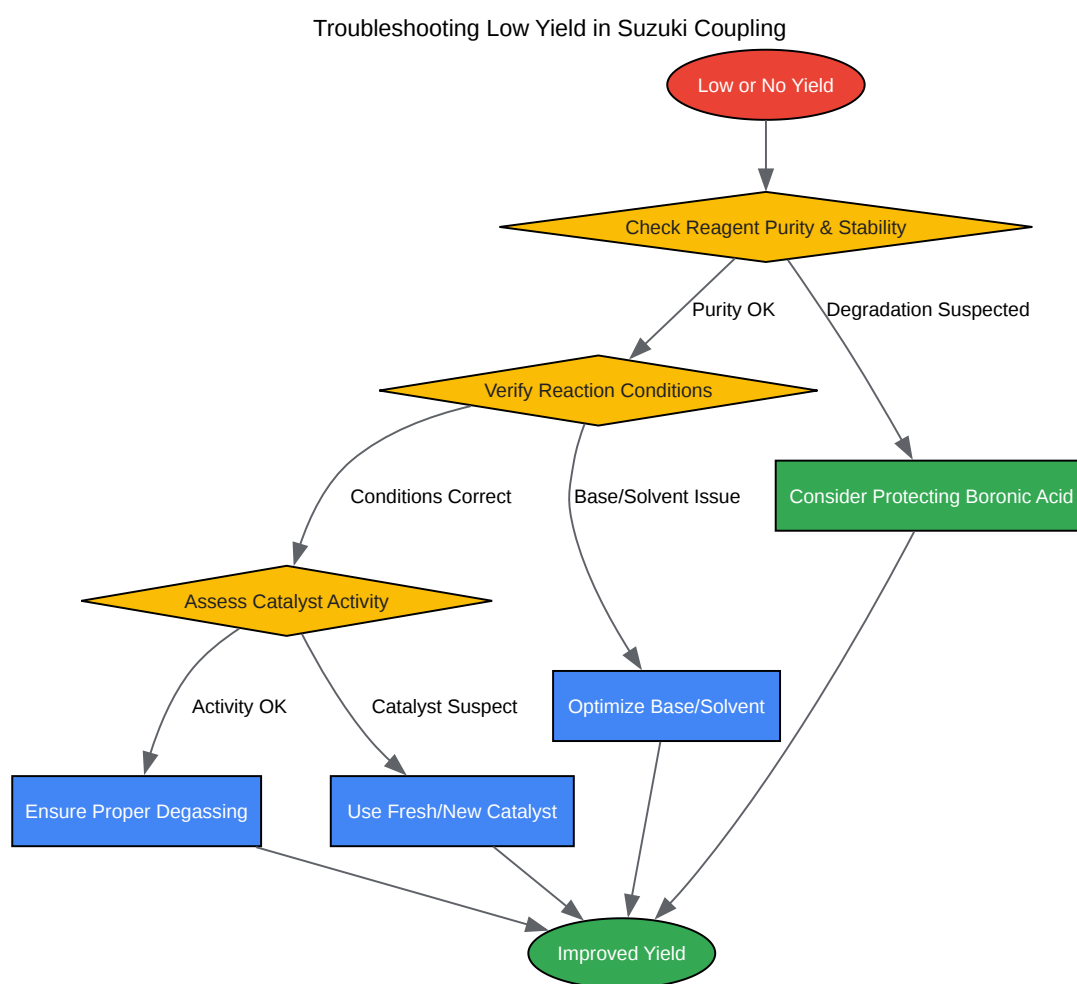 Troubleshooting Low Yield in Suzuki Coupling
Low or No Yield
Check Reagent Purity & Stability
Purity OK
Degradation Suspected
Verify Reaction Conditions
Conditions Correct
Base/Solvent Issue
Consider Protecting Boronic Acid
Assess Catalyst Activity
Activity OK
Catalyst Suspect
Optimize Base/Solvent
Ensure Proper Degassing
Use Fresh/New Catalyst
Improved Yield